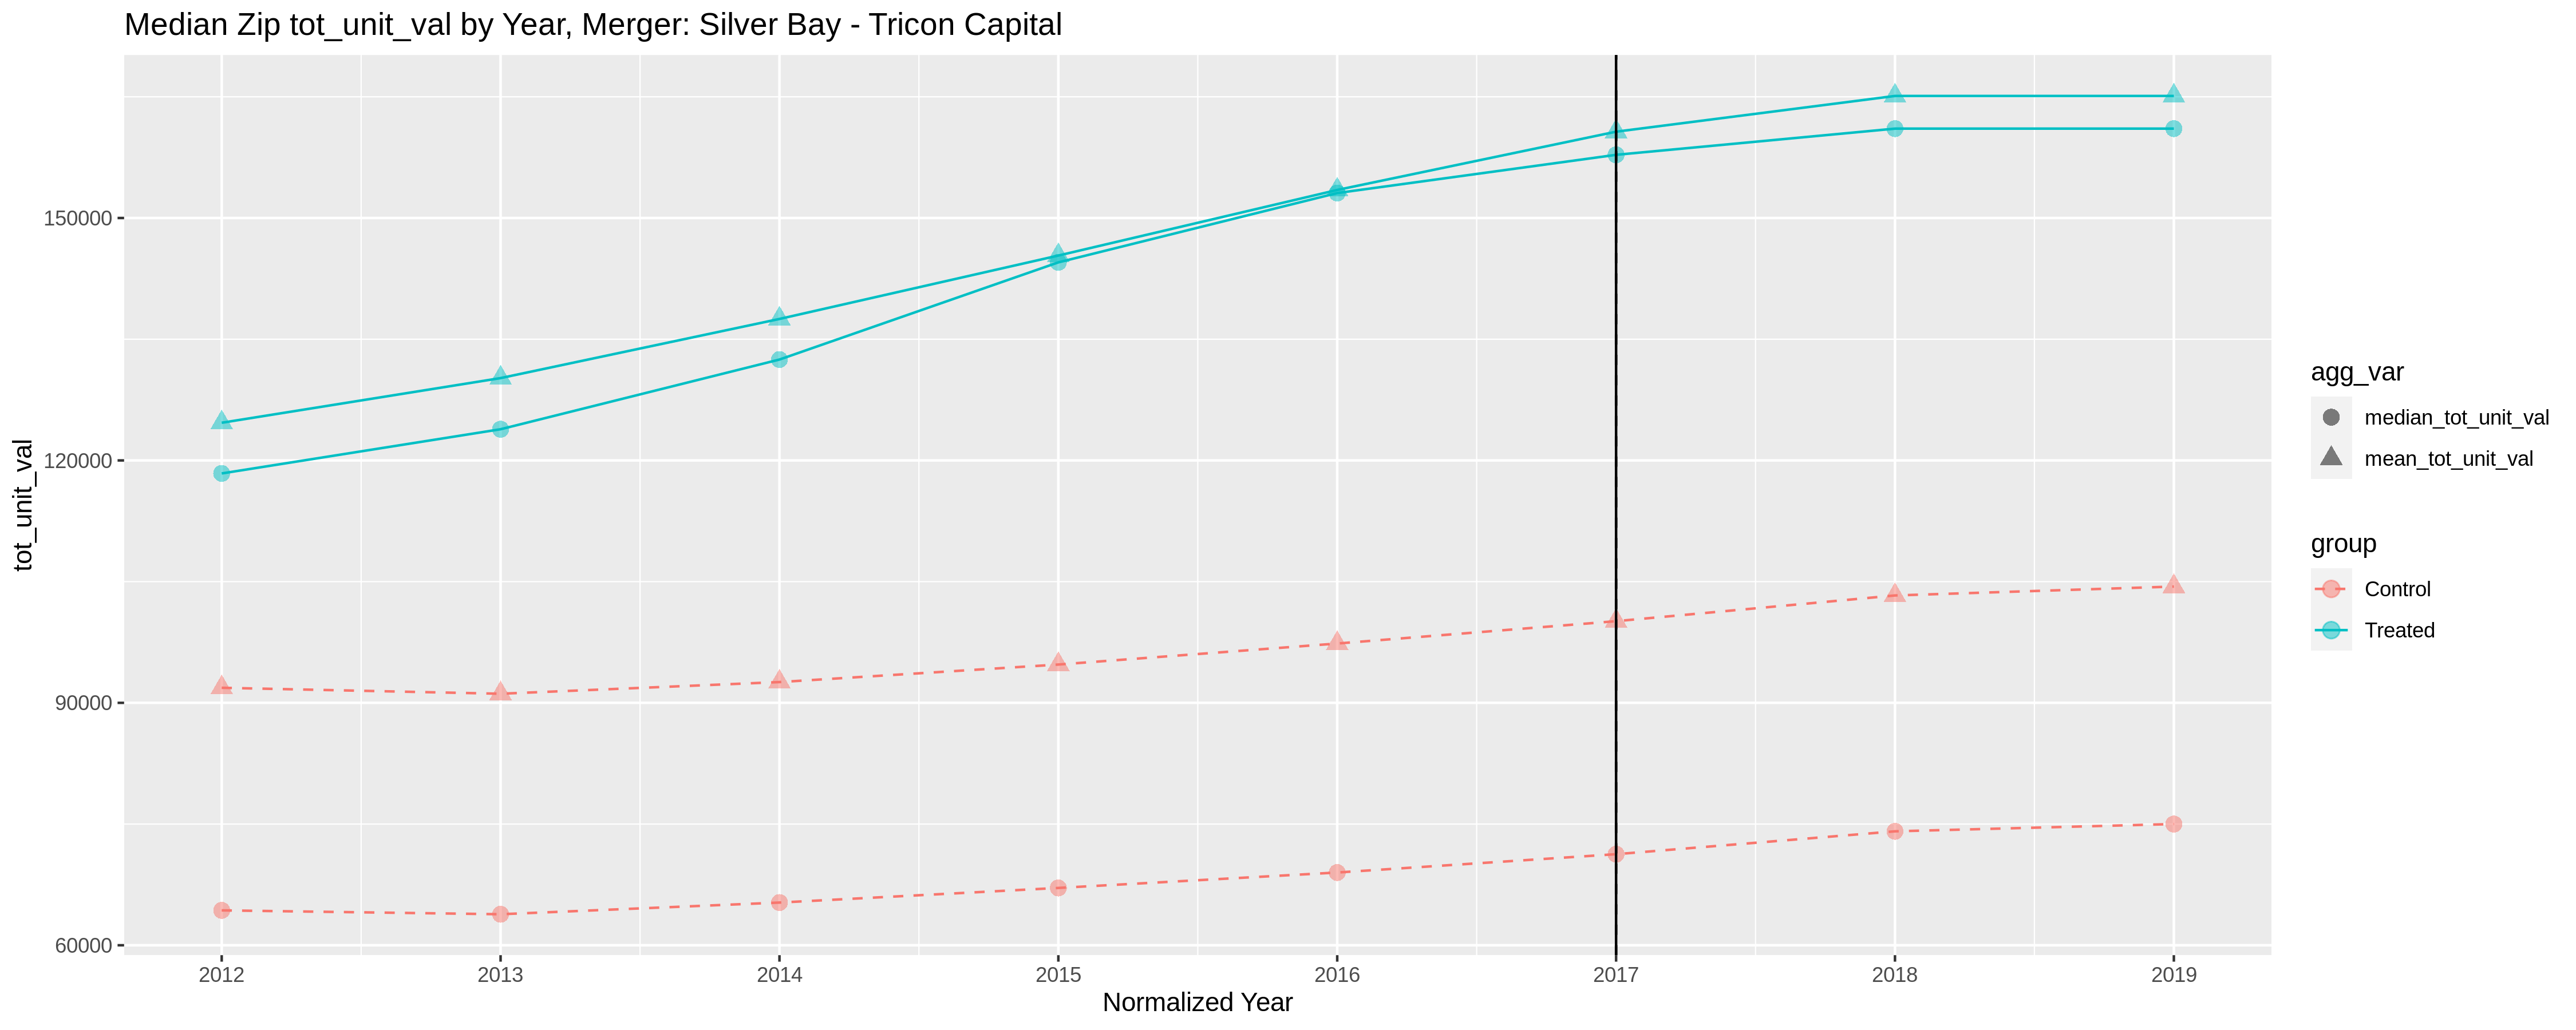 Median Zip tot_unit_val by Year, Merger: Silver Bay - Tricon Capital
tot_unit_val
150000
120000
90000
60000
2012 2013 2014 2015 2016 2017 2018 2019
Normalized Year
agg_var
median_tot_unit_val
mean_tot_unit_val
group
Control
Treated